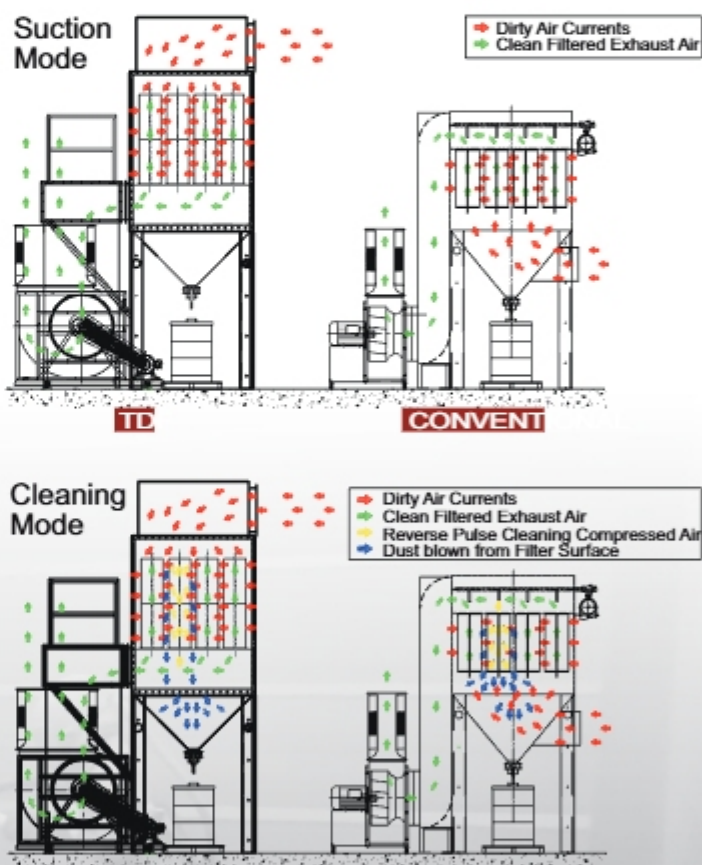 Suction
Mode
Dirty Air Currents
Clean Filtered Exhaust Air
TD
CONVENT
Cleaning
Mode
Dirty Air Currents
Clean Filtered Exhaust Air
Reverse Pulse Cleaning Compressed Air
Dust blown from Filter Surface